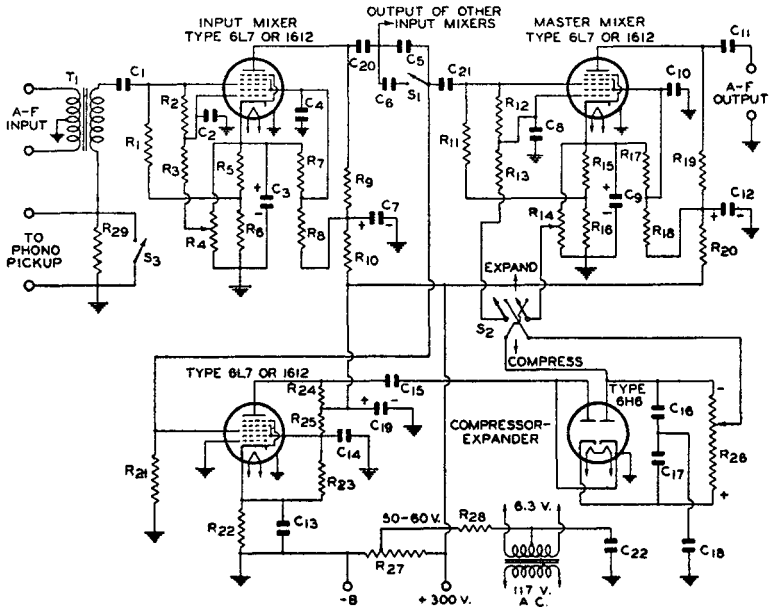 INPUT MIXER
TYPE 6L7 OR 1612
OUTPUT OF OTHER
INPUT MIXERS
MASTER MIXER
TYPE 6L7 OR 1612
C11
C20
C5
C6
S1
C21
C10
T1
C1
A-F
INPUT
A-F
OUTPUT
R2
C2
C4
R12
C8
R1
R3
R5
C3
R7
R9
R11
R13
R15
C9
R17
R19
R4
R6
R8
C7
R14
R16
R18
C12
R10
R20
+
-
+
-
+
-
+
-
TO
PHONO
PICKUP
R29
S3
EXPAND
S2
COMPRESS
TYPE 6L7 OR 1612
R24
C15
TYPE
6H6
-
R25
+
-
C19
COMPRESSOR-
EXPANDER
C16
C14
C17
R26
R21
R23
+
R22
C13
50-60 V.
R28
6.3 V.
R27
C22
C18
-B
+300V.
117 V.
A.C.